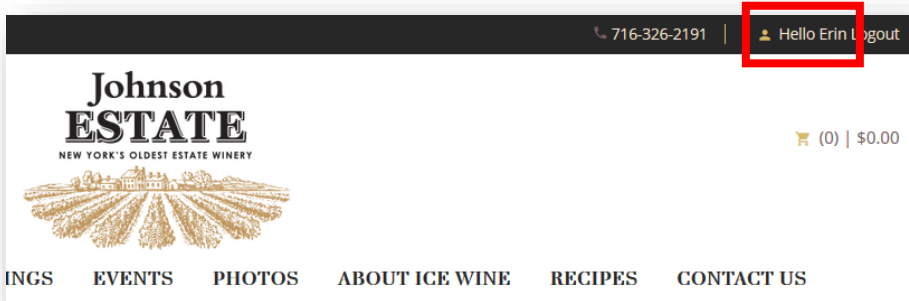 716-326-2191 | Hello Erin Logout
Johnson
ESTATE
NEW YORK'S OLDEST ESTATE WINERY
(0) | $0.00
INGS EVENTS PHOTOS ABOUT ICE WINE RECIPES CONTACT US